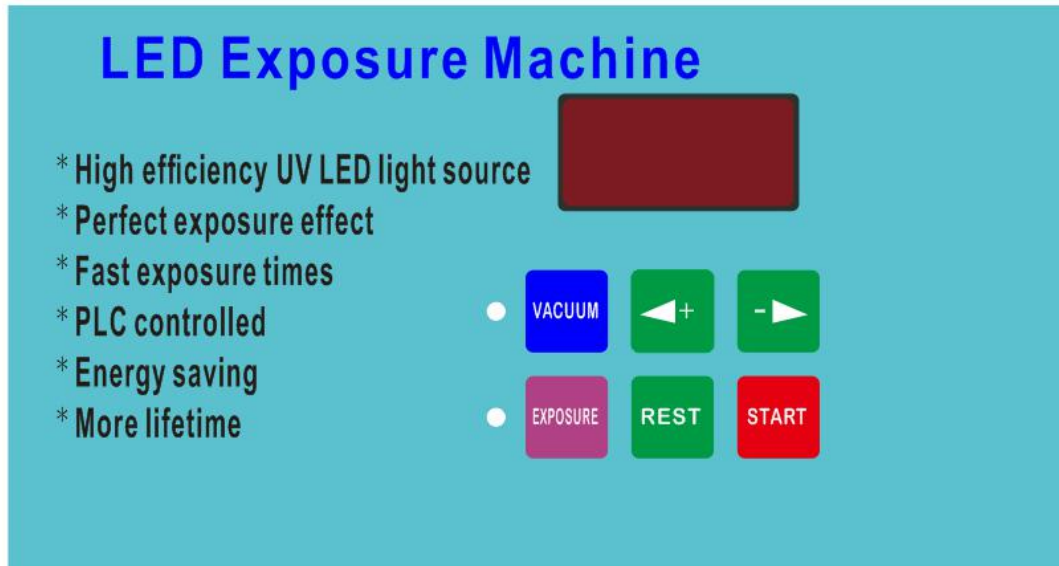 LED Exposure Machine
* High efficiency UV LED light source
* Perfect exposure effect
* Fast exposure times
* PLC controlled
* Energy saving
* More lifetime
VACUUM
+
-
EXPOSURE
REST
START